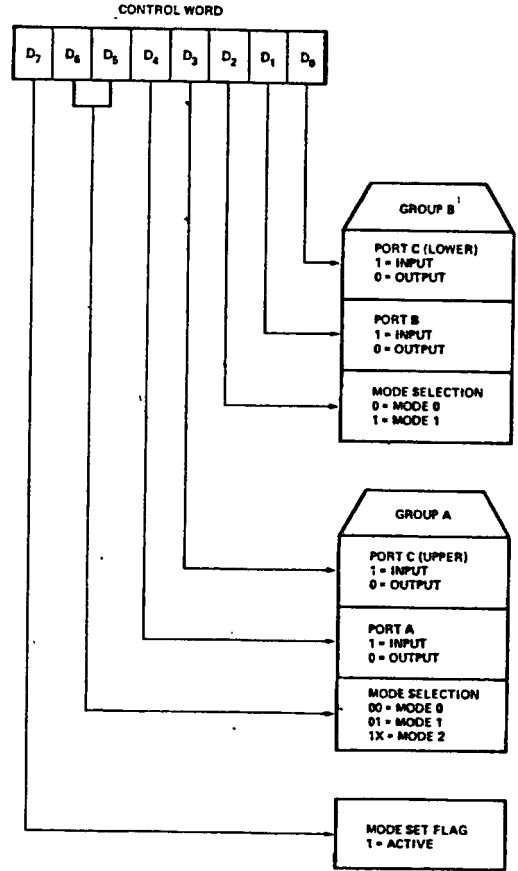 CONTROL WORD
D7 D6 D5 D4 D3 D2 D1 D0
GROUP B
PORT C (LOWER)
1 = INPUT
0 = OUTPUT
PORT B
1 = INPUT
0 = OUTPUT
MODE SELECTION
0 = MODE 0
1 = MODE 1
GROUP A
PORT C (UPPER)
1 = INPUT
0 = OUTPUT
PORT A
1 = INPUT
0 = OUTPUT
MODE SELECTION
00 = MODE 0
01 = MODE 1
1X = MODE 2
MODE SET FLAG
1 = ACTIVE